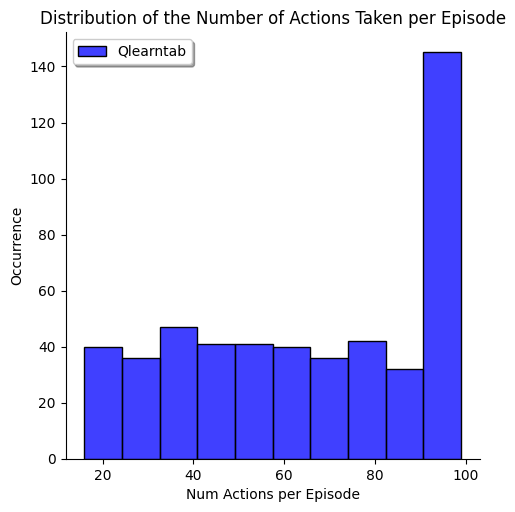 Distribution of the Number of Actions Taken per Episode
Qlearntab
140
120
100
80
60
40
20
0
Occurrence
20 40 60 80 100
Num Actions per Episode